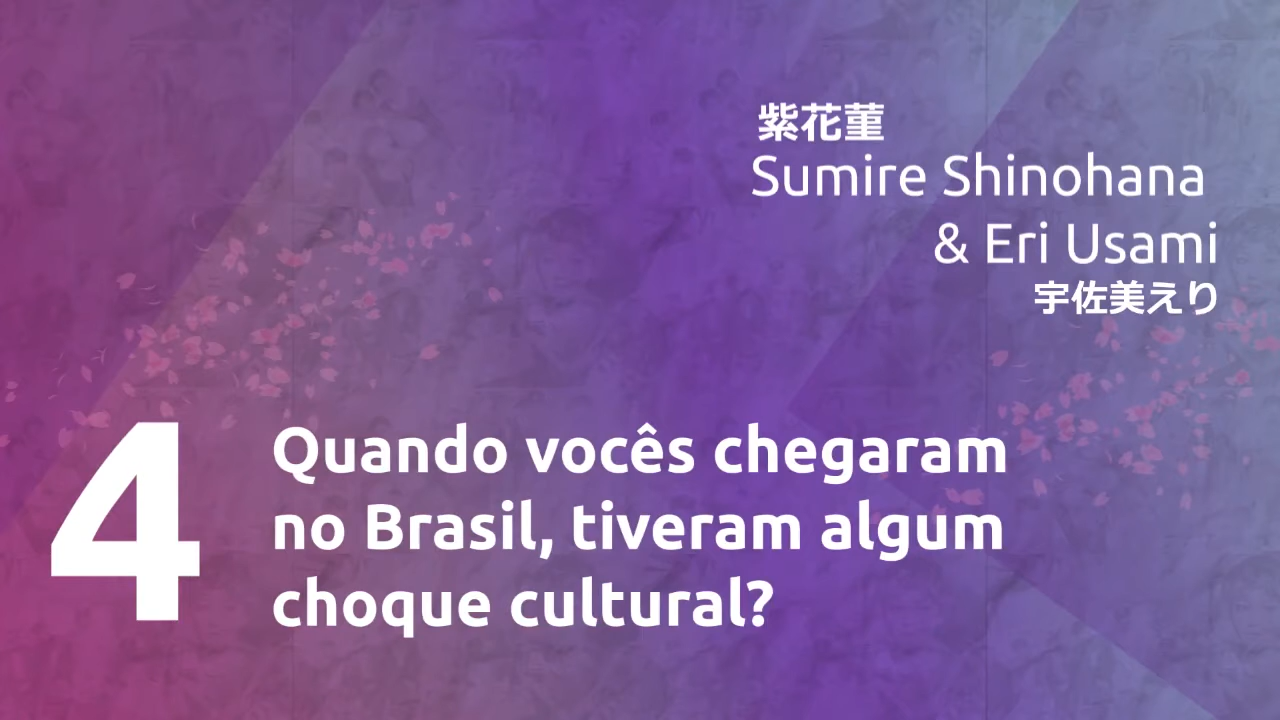 紫花菫
Sumire Shinohana
& Eri Usami
宇佐美えり
4
Quando vocês chegaram
no Brasil, tiveram algum
choque cultural?